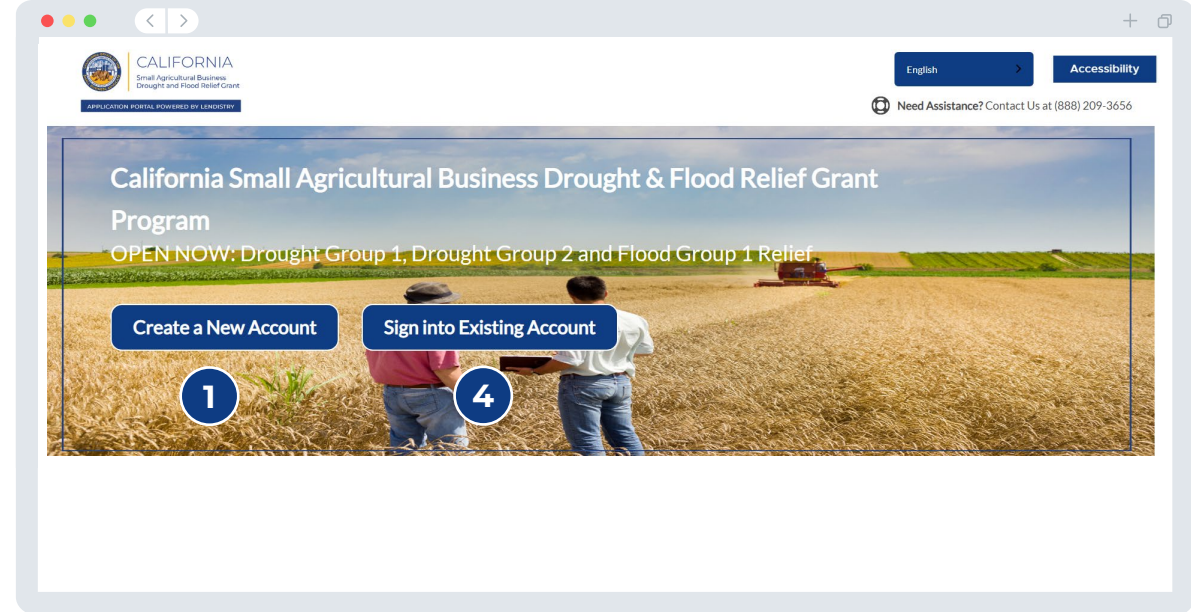 CALIFORNIA
Small Agricultural Business
Drought and Flood Relief Grant
APPLICATION PORTAL POWERED BY LENDISTRY
English
Accessibility
Need Assistance? Contact Us at (888) 209-3656
California Small Agricultural Business Drought & Flood Relief Grant
Program
OPEN NOW: Drought Group 1, Drought Group 2 and Flood Group 1 Relief
Create a New Account
Sign into Existing Account
1
4